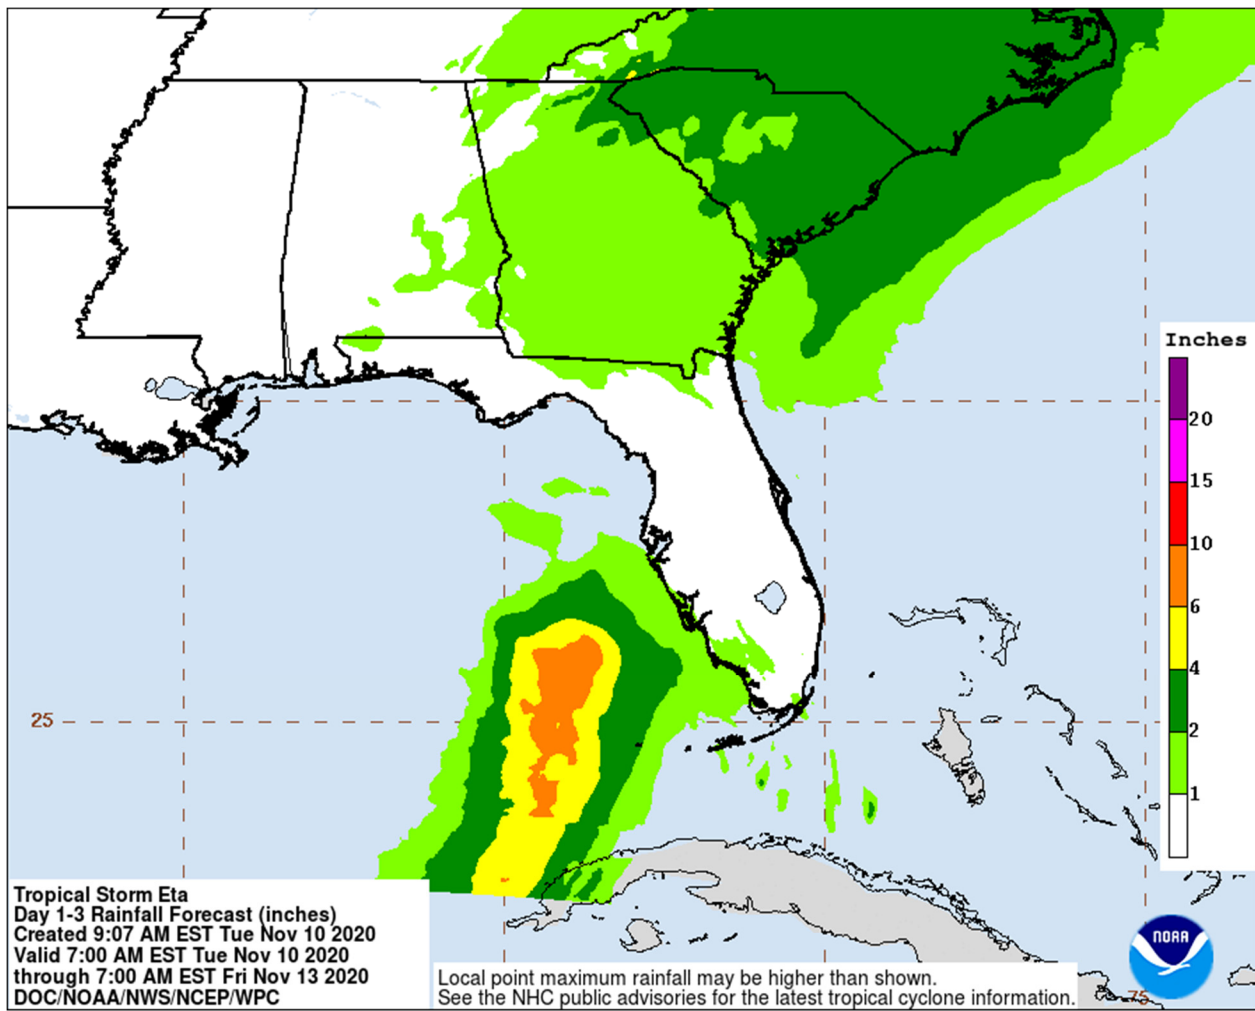 Inches
20
15
10
6
4
2
1
25
Tropical Storm Eta
Day 1-3 Rainfall Forecast (inches)
Created 9:07 AM EST Tue Nov 10 2020
Valid 7:00 AM EST Tue Nov 10 2020
through 7:00 AM EST Fri Nov 13 2020
DOC/NOAA/NWS/NCEP/WPC
Local point maximum rainfall may be higher than shown.
See the NHC public advisories for the latest tropical cyclone information.
NOAA
75